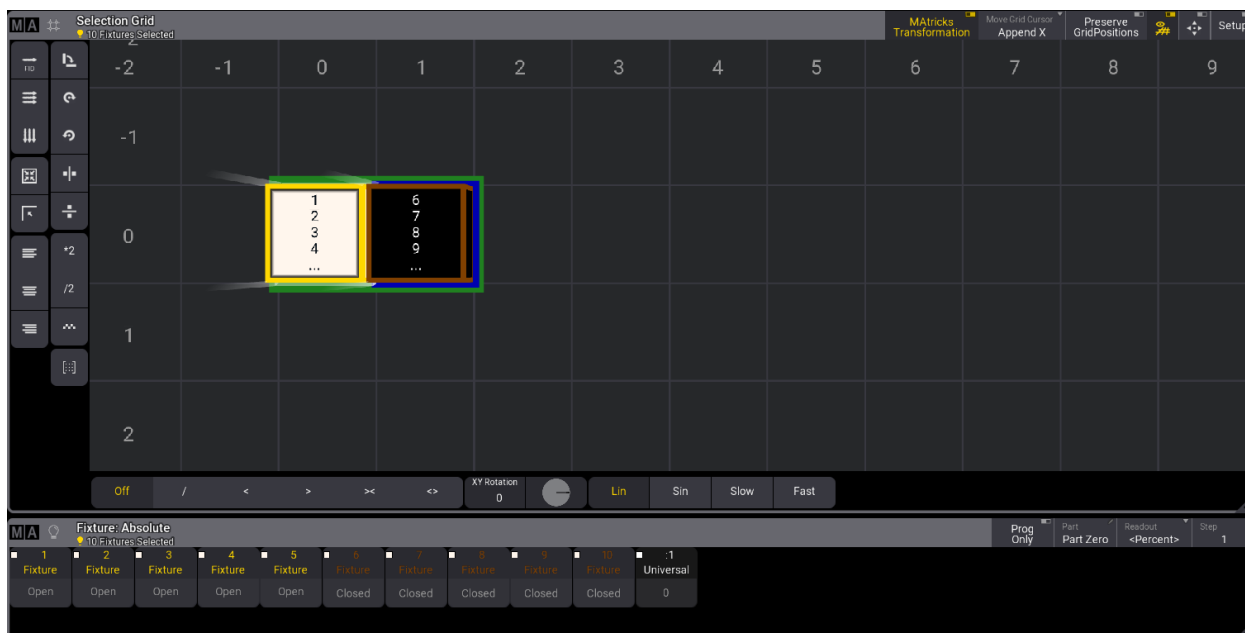 MA Selection Grid
10 Fixtures Selected
MAtricks Transformation
Move Grid Cursor
Append X
Preserve GridPositions
Setup
-2 -1 0 1 2 3 4 5 6 7 8 9
-1
0
1
2
1
2
3
4
...
6
7
8
9
...
*2
/2
Off / < > >< <>
XY Rotation
0
Lin Sin Slow Fast
MA Fixture: Absolute
10 Fixtures Selected
Prog Only
Part
Part Zero
Readout
<Percent>
Step
1
1 2 3 4 5 6 7 8 9 10 :1
Fixture Fixture Fixture Fixture Fixture Fixture Fixture Fixture Fixture Fixture Universal
Open Open Open Open Open Closed Closed Closed Closed Closed 0